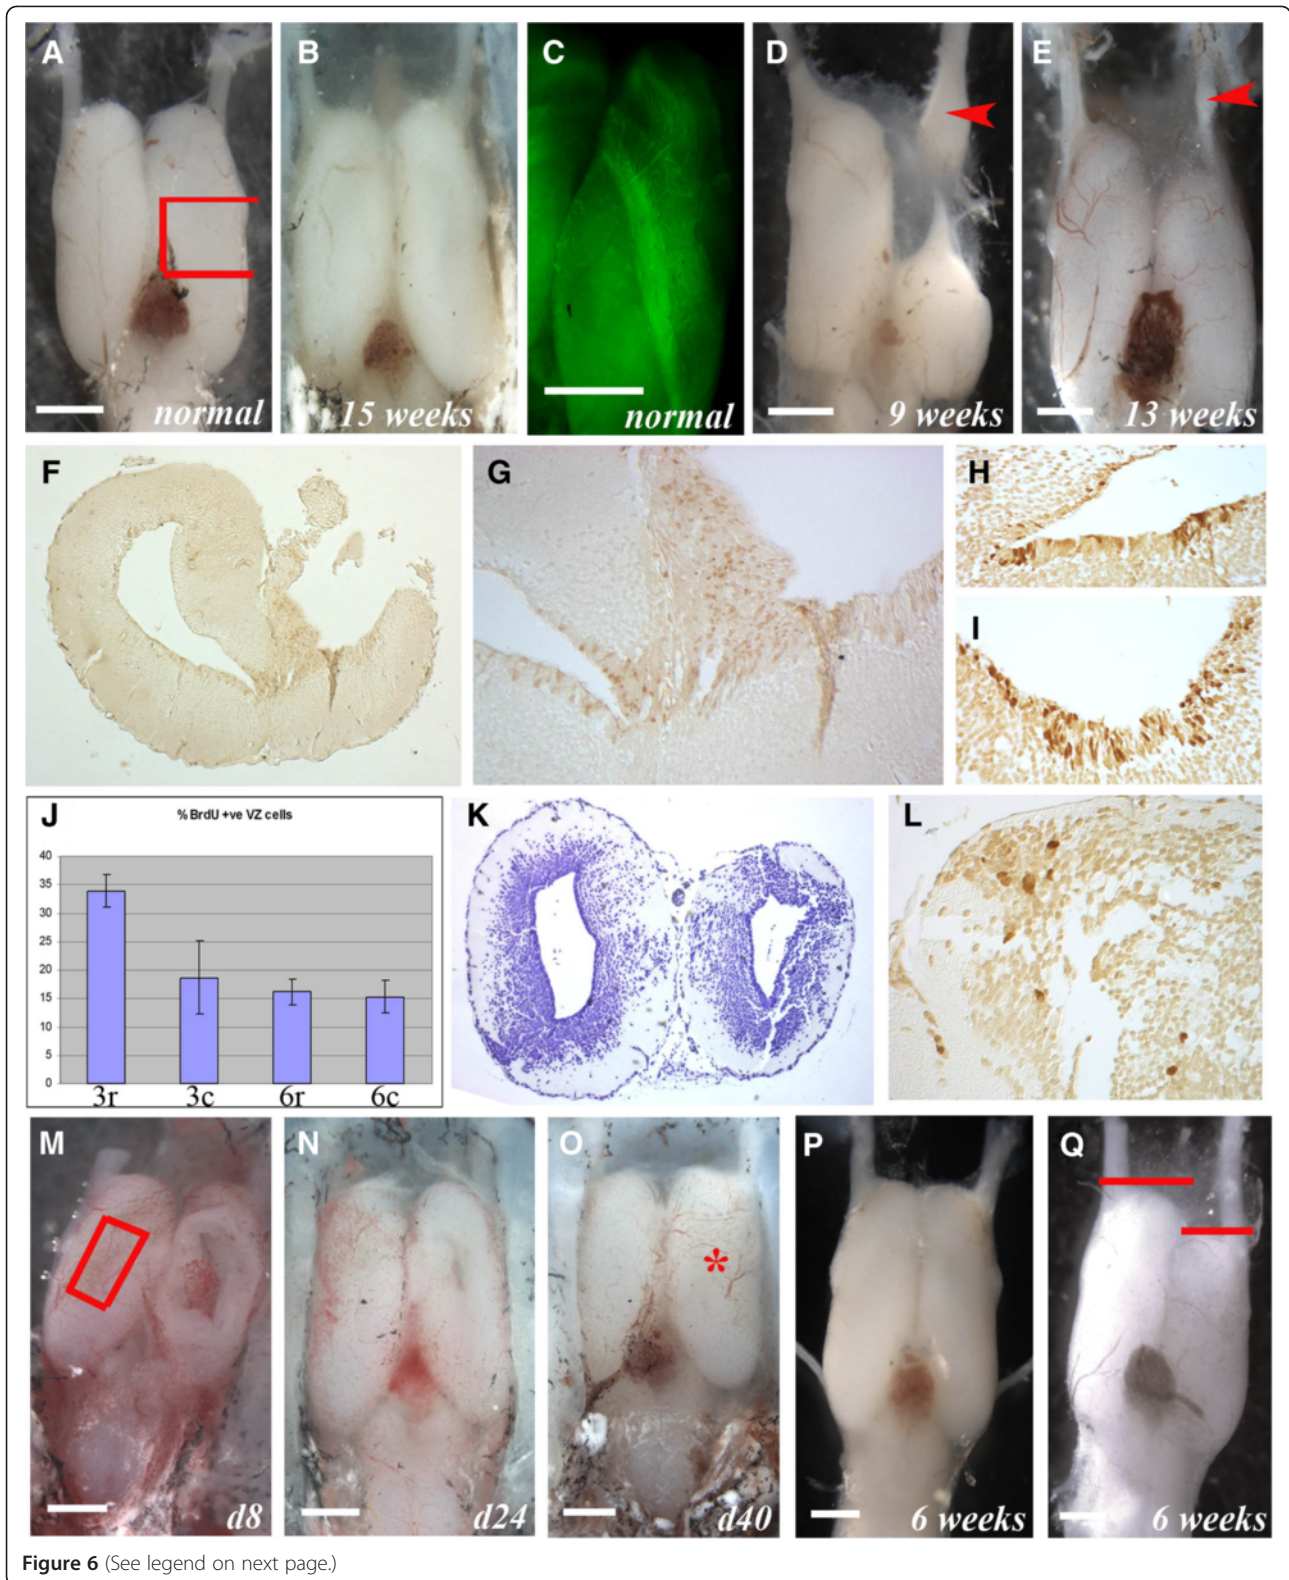 A
B
C
D
E
normal
15 weeks
normal
9 weeks
13 weeks
F
G
H
I
J
% BrdU +ve VZ cells
40
35
30
25
20
15
10
5
0
3r
3c
6r
6c
K
L
M
N
O
P
Q
*
d8
d24
d40
6 weeks
6 weeks
Figure 6 (See legend on next page.)